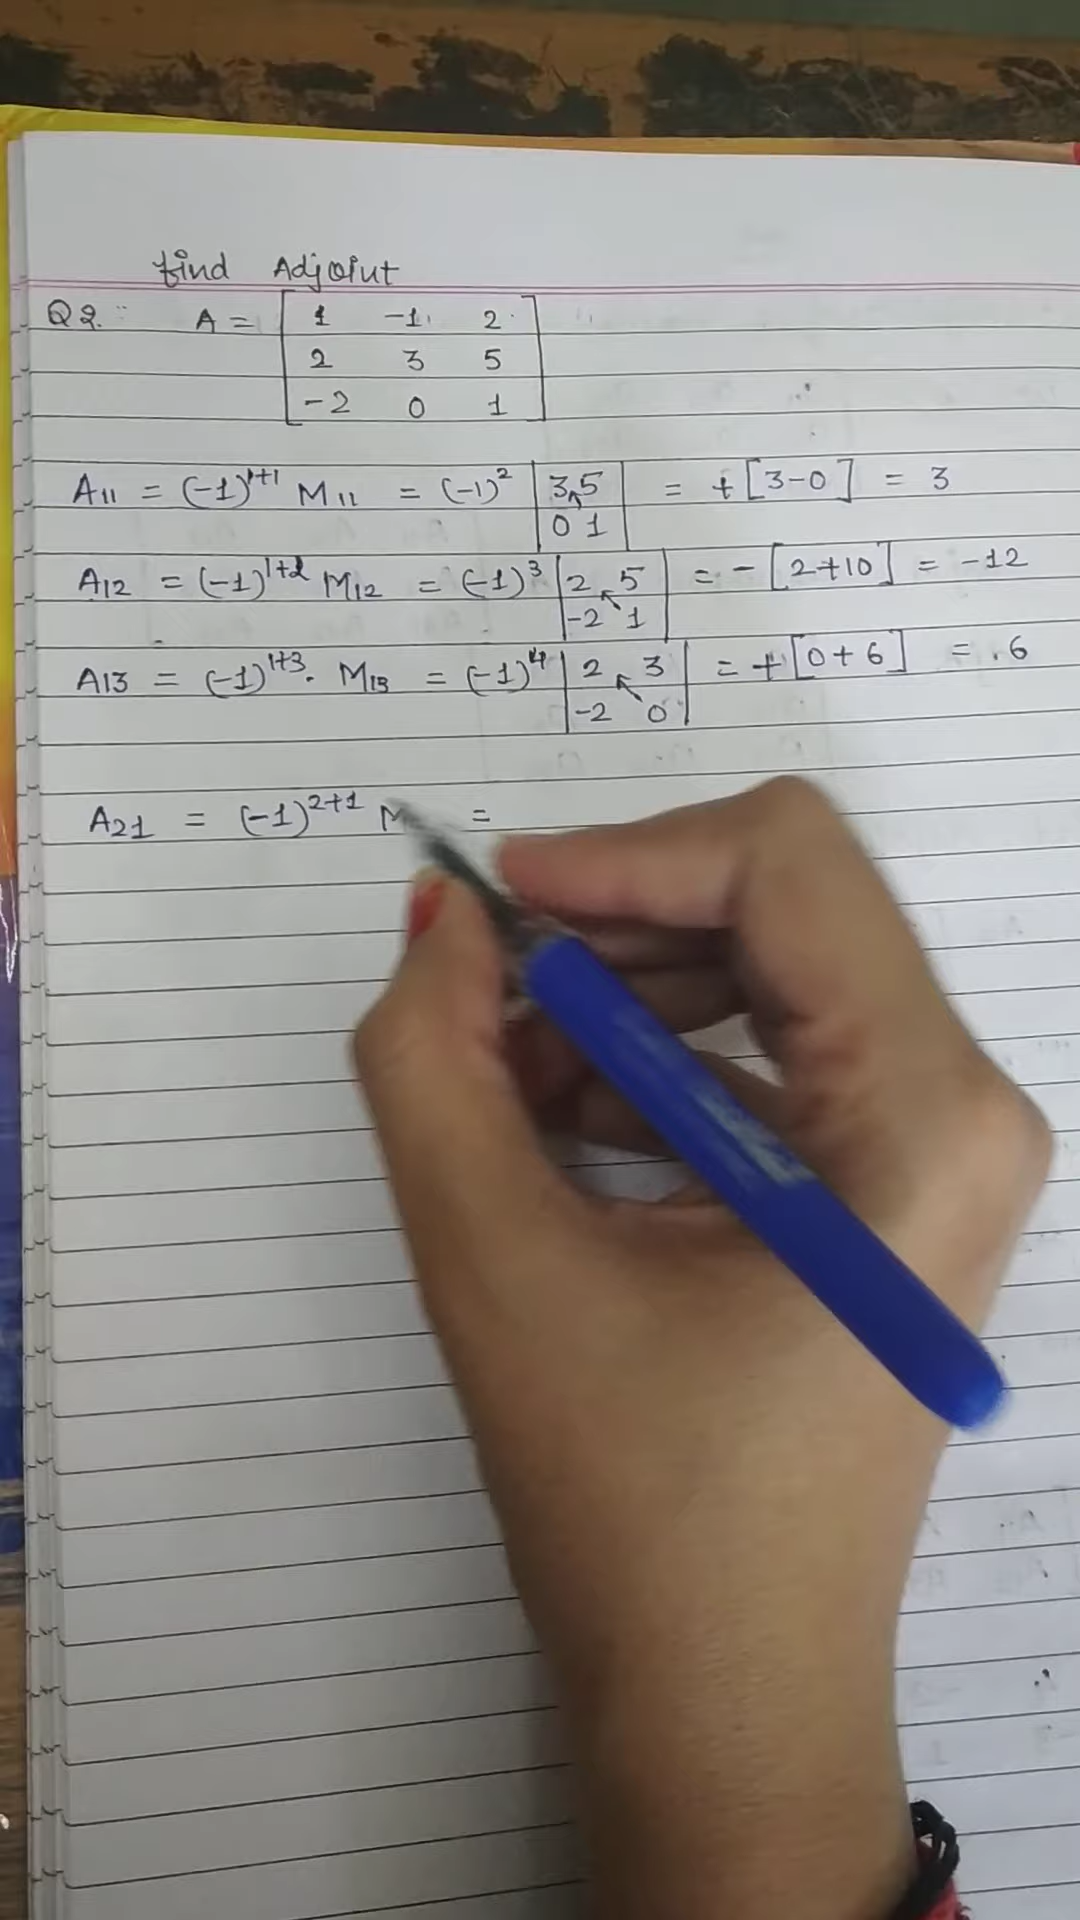 find Adjoint
Q2. A = [ 1 -1 2
2 3 5
-2 0 1 ]
A11 = (-1)^1+1 M11 = (-1)^2 | 3 5 | = +[3-0] = 3
0 1
A12 = (-1)^1+2 M12 = (-1)^3 | 2 5 | = -[2+10] = -12
-2 1
A13 = (-1)^1+3. M13 = (-1)^4 | 2 3 | = +[0+6] = .6
-2 0
A21 = (-1)^2+1 M =